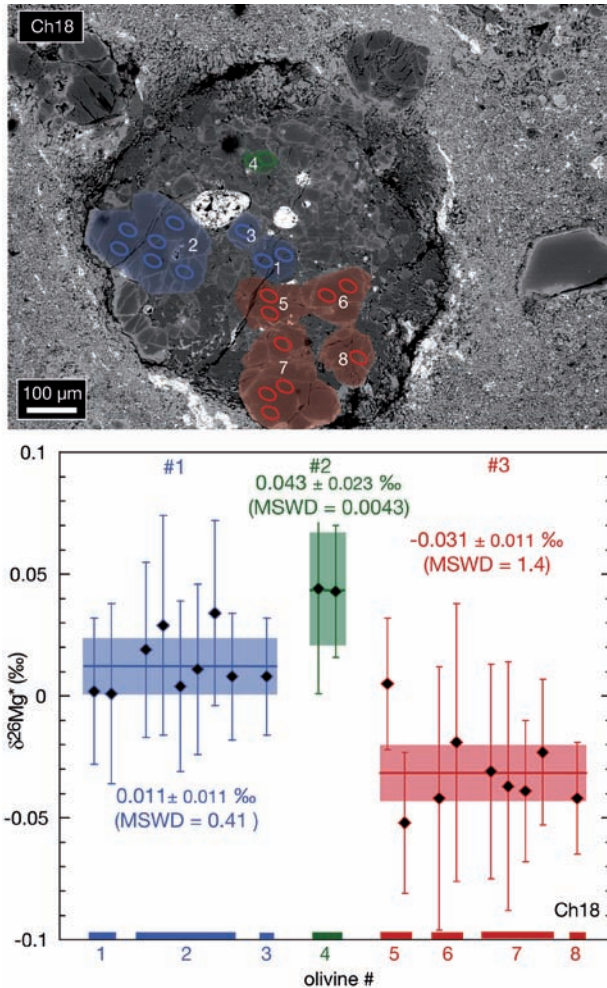 Ch18
4
3
2
1
5
6
7
8
100 µm
0.1
#1
#2
#3
0.043 ± 0.023 ‰
(MSWD = 0.0043)
-0.031 ± 0.011 ‰
(MSWD = 1.4)
0.05
δ26Mg* (‰)
0
0.011± 0.011 ‰
(MSWD = 0.41 )
-0.05
Ch18
-0.1
1 2 3 4 5 6 7 8
olivine #